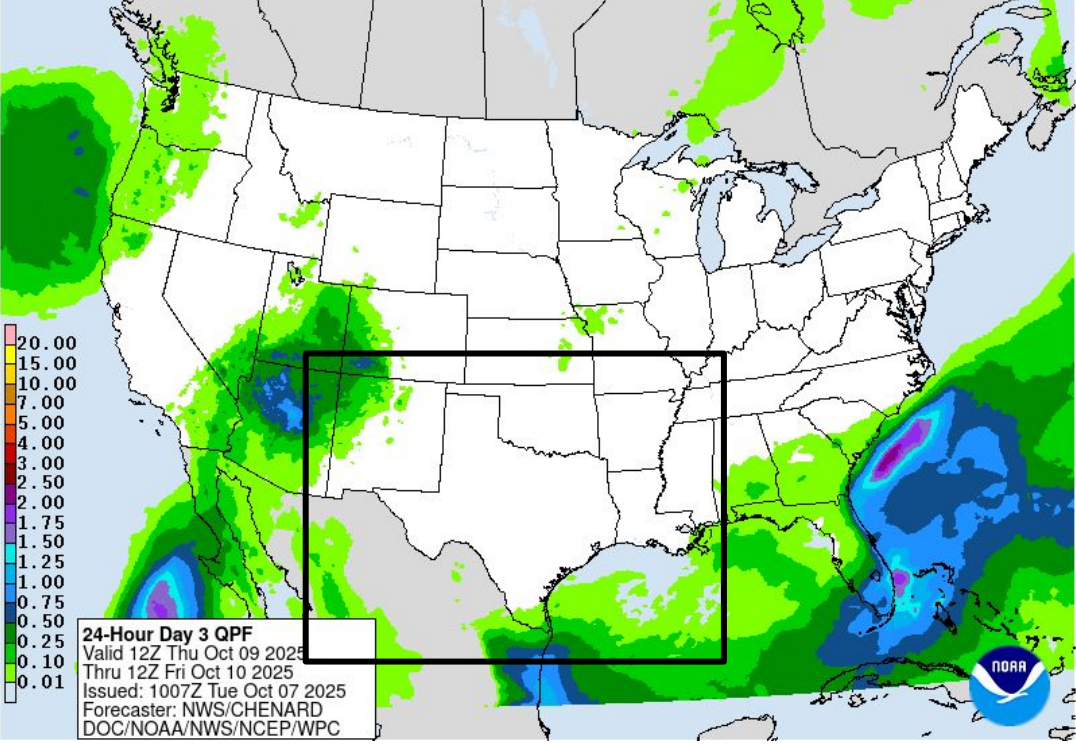 20.00
15.00
10.00
7.00
5.00
4.00
3.00
2.50
2.00
1.75
1.50
1.25
1.00
0.75
0.50
0.25
0.10
0.01
24-Hour Day 3 QPF
Valid 12Z Thu Oct 09 2025
Thru 12Z Fri Oct 10 2025
Issued: 1007Z Tue Oct 07 2025
Forecaster: NWS/CHENARD
DOC/NOAA/NWS/NCEP/WPC
NOAA